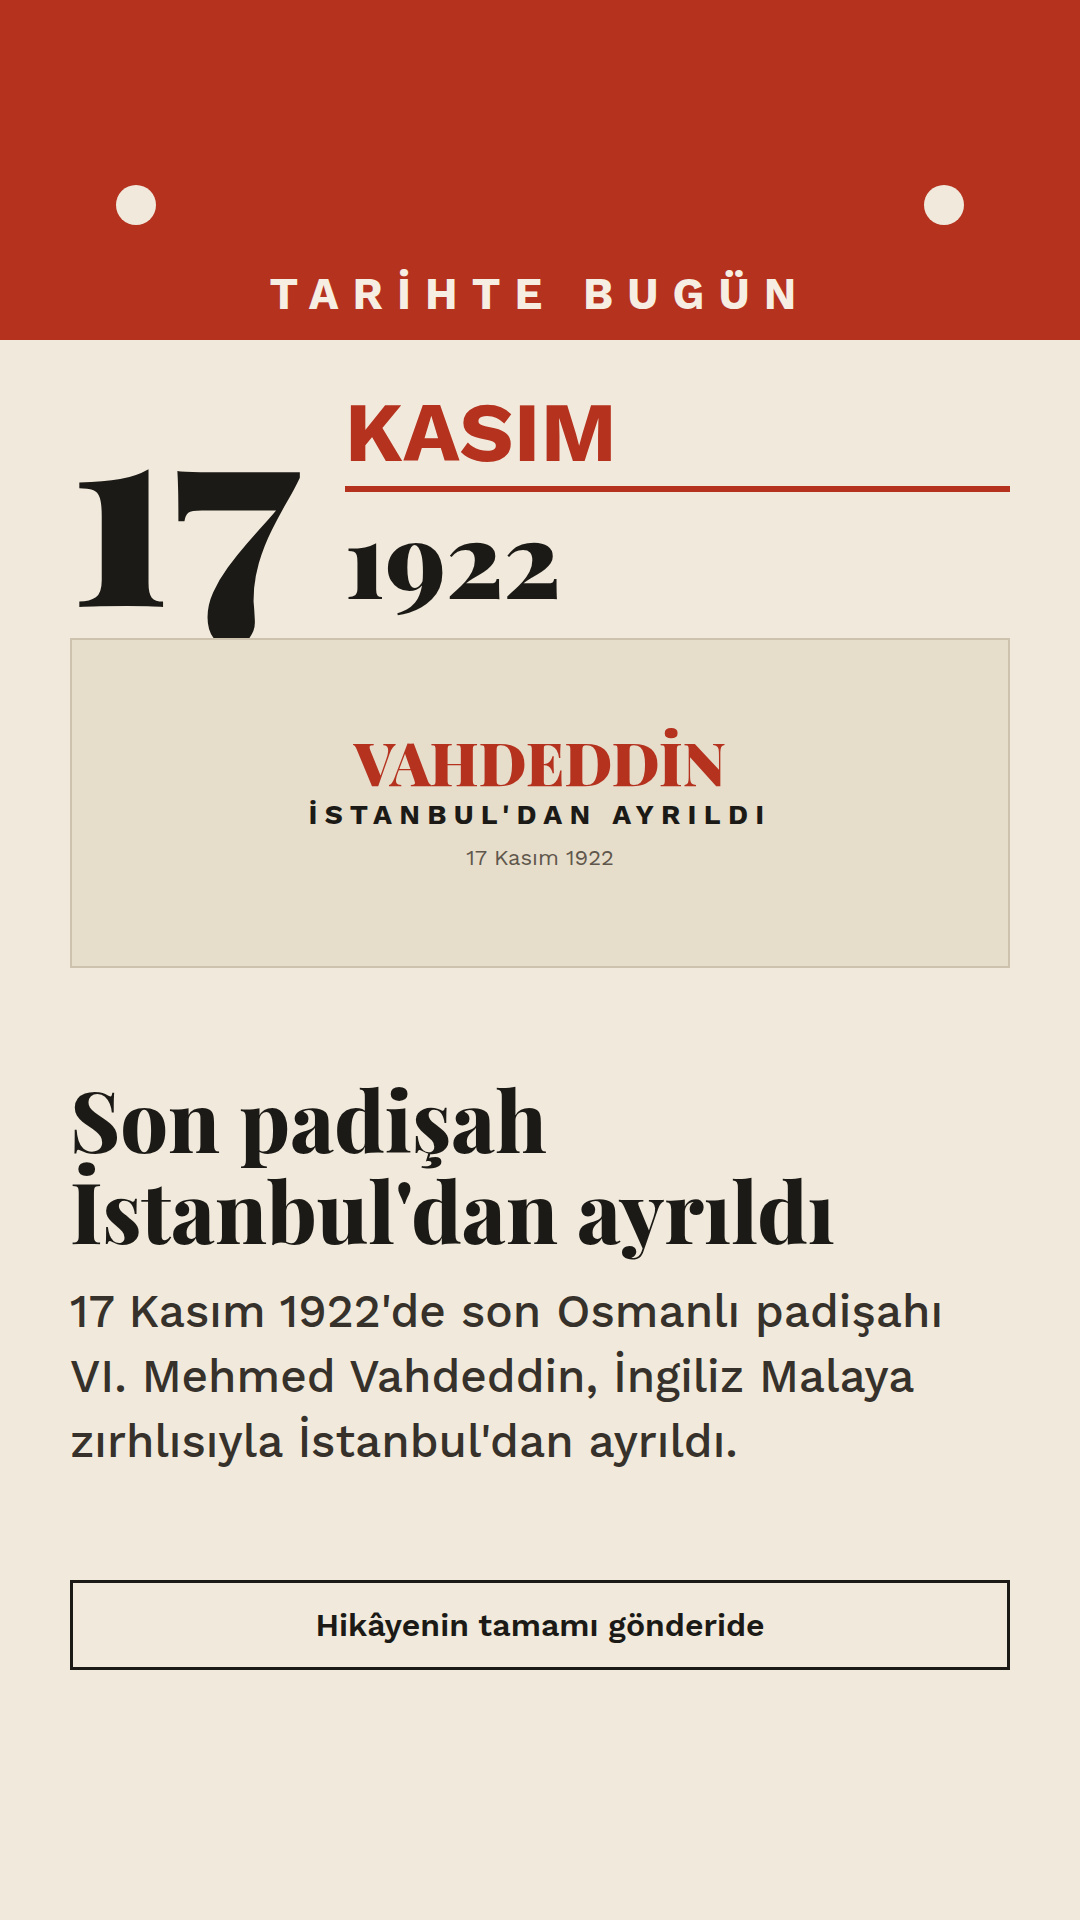 TARİHTE BUGÜN
17
KASIM
1922
VAHDEDDİN
İSTANBUL'DAN AYRILDI
17 Kasım 1922
Son padişah
İstanbul'dan ayrıldı
17 Kasım 1922'de son Osmanlı padişahı
VI. Mehmed Vahdeddin, İngiliz Malaya
zırhlısıyla İstanbul'dan ayrıldı.
Hikâyenin tamamı gönderide